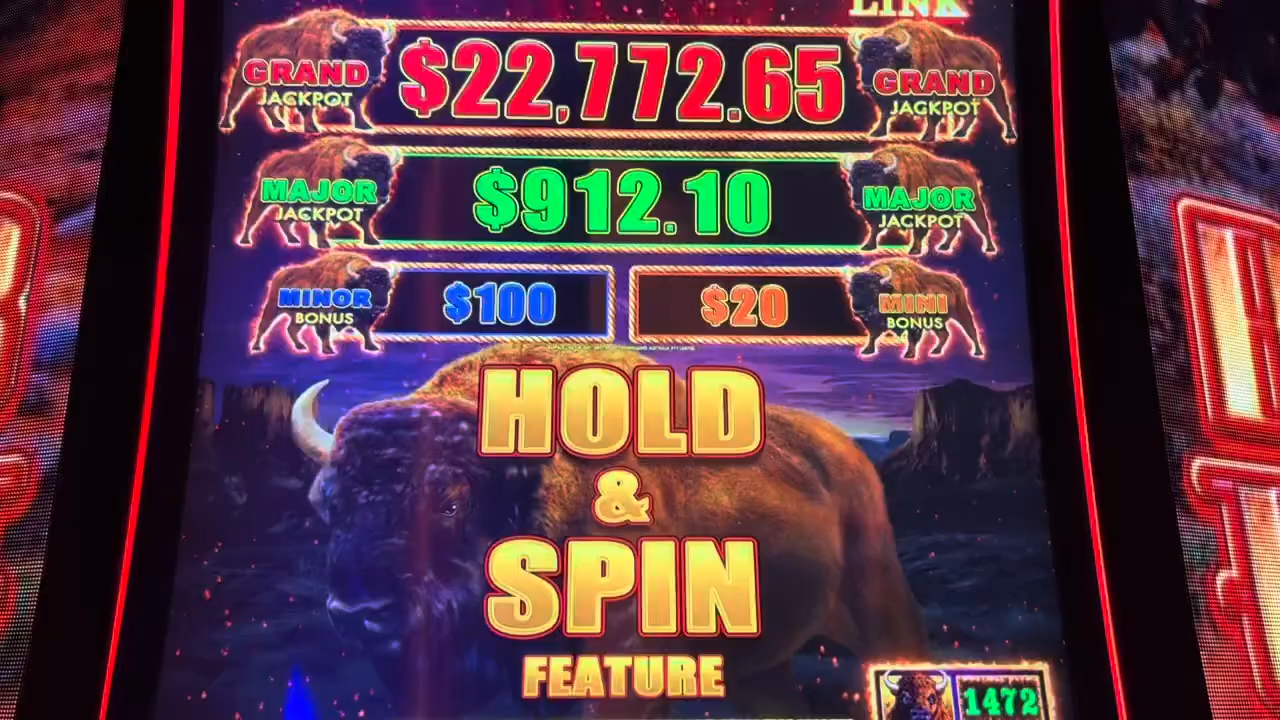 LINK
GRAND JACKPOT $22,772.65 GRAND JACKPOT
MAJOR JACKPOT $912.10 MAJOR JACKPOT
MINOR BONUS $100 $20 MINI BONUS
HOLD
&
SPIN
FEATURE
1472